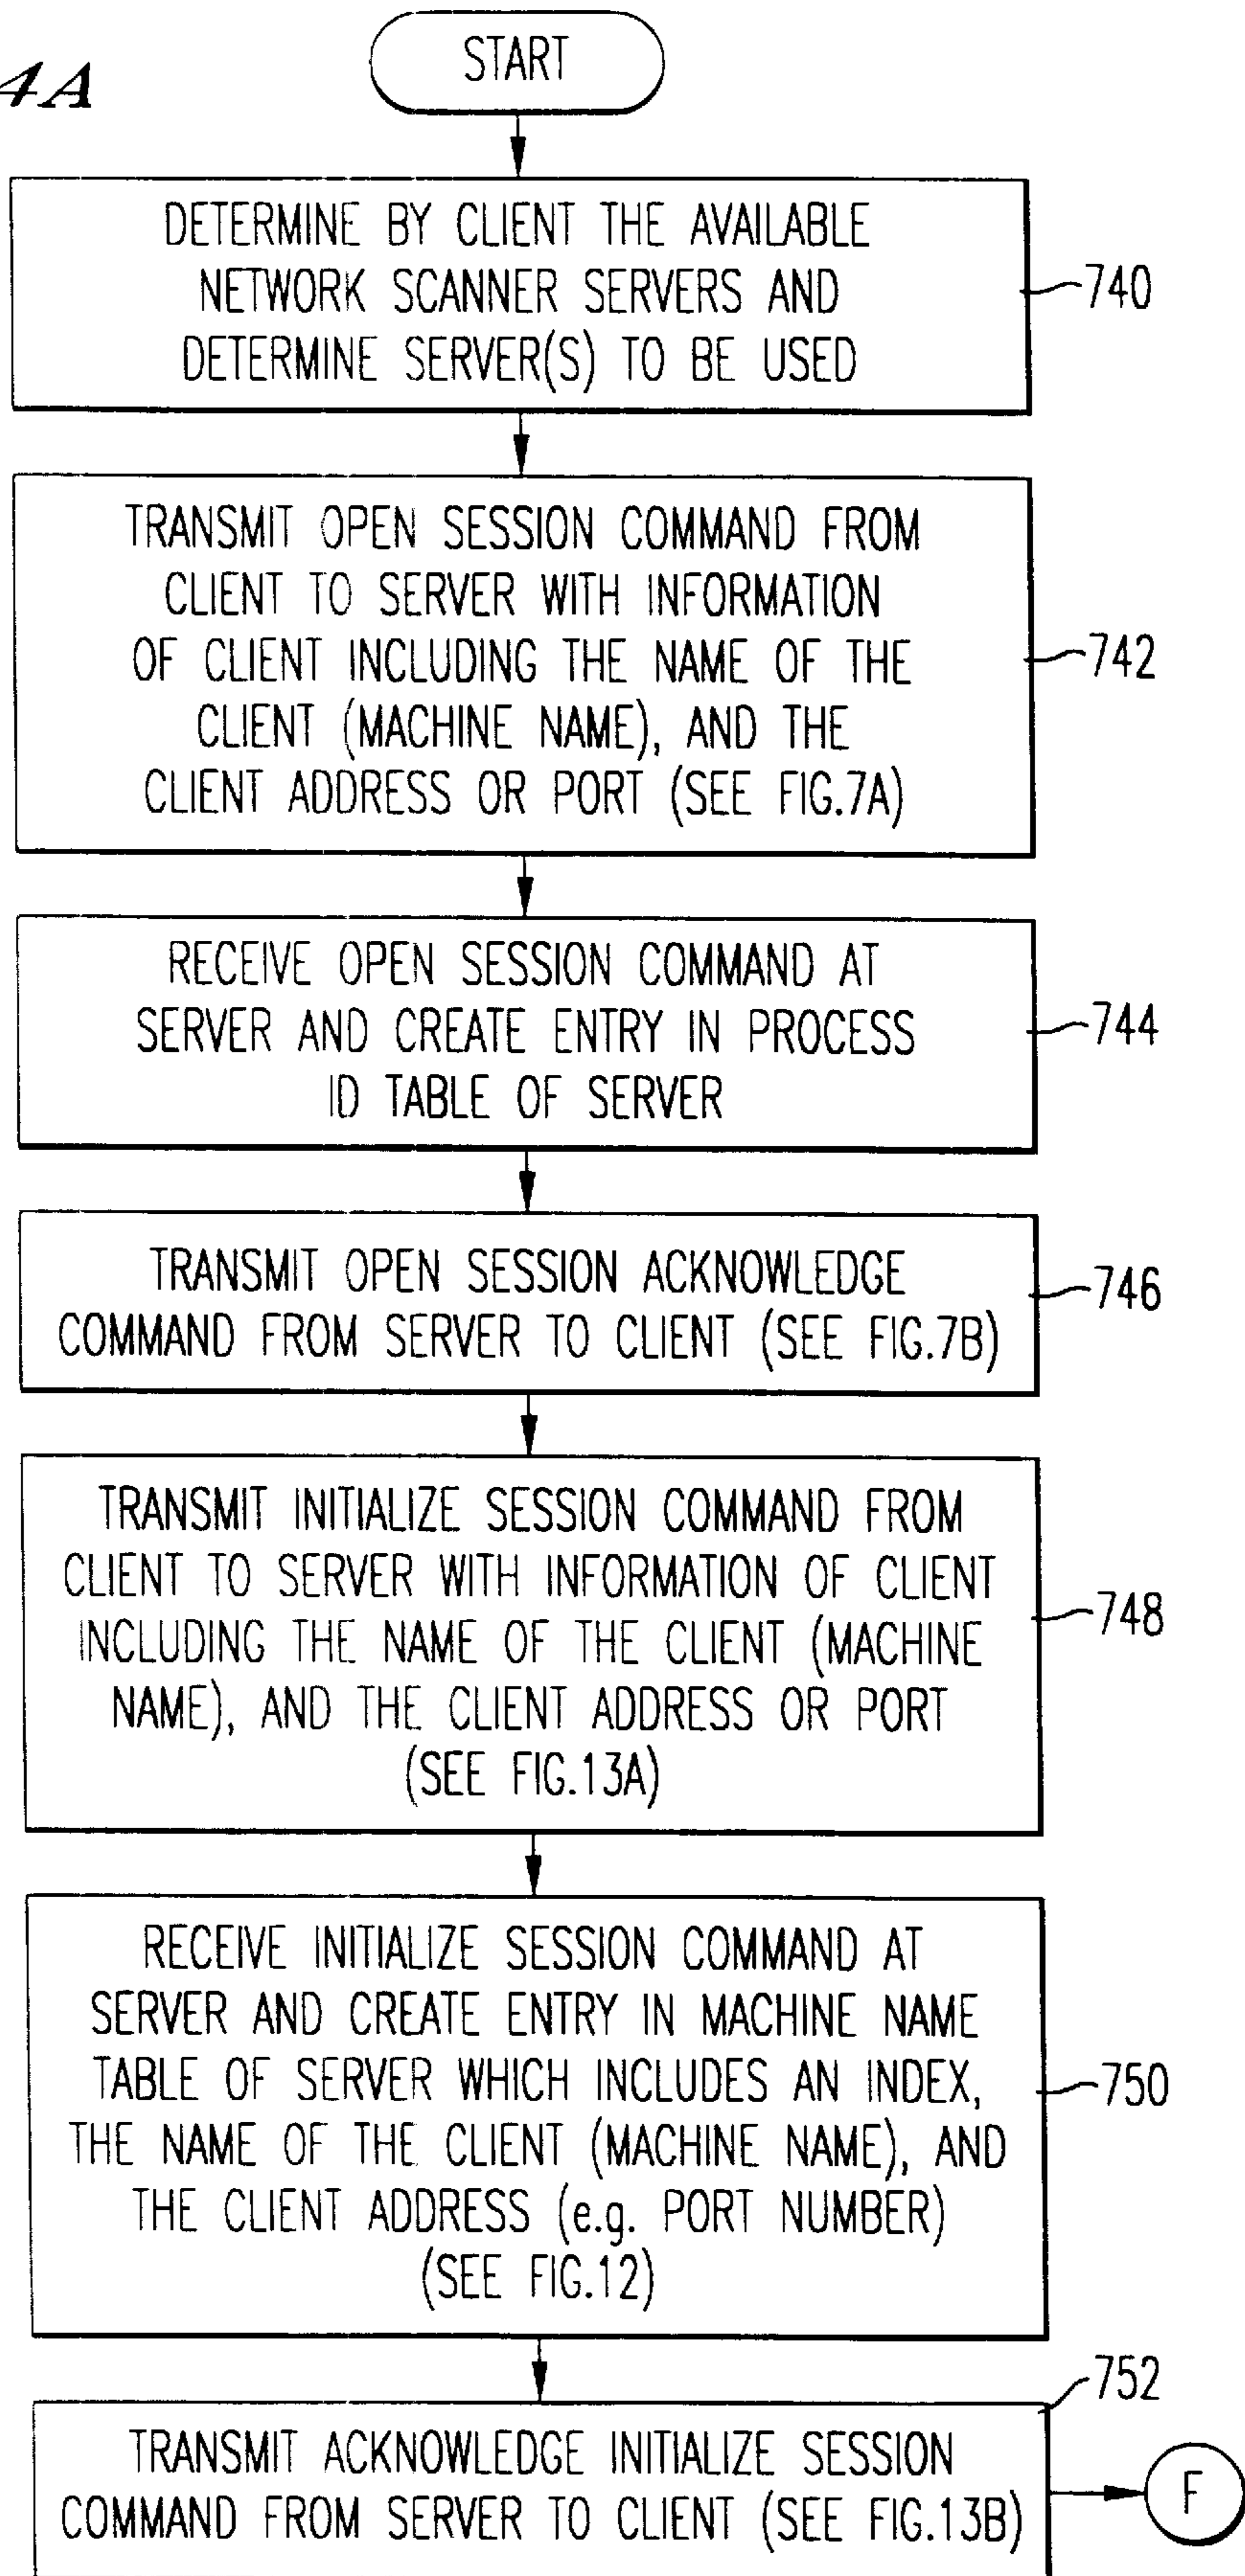 4A
START
DETERMINE BY CLIENT THE AVAILABLE
NETWORK SCANNER SERVERS AND
DETERMINE SERVER(S) TO BE USED
740
TRANSMIT OPEN SESSION COMMAND FROM
CLIENT TO SERVER WITH INFORMATION
OF CLIENT INCLUDING THE NAME OF THE
CLIENT (MACHINE NAME), AND THE
CLIENT ADDRESS OR PORT (SEE FIG.7A)
742
RECEIVE OPEN SESSION COMMAND AT
SERVER AND CREATE ENTRY IN PROCESS
ID TABLE OF SERVER
744
TRANSMIT OPEN SESSION ACKNOWLEDGE
COMMAND FROM SERVER TO CLIENT (SEE FIG.7B)
746
TRANSMIT INITIALIZE SESSION COMMAND FROM
CLIENT TO SERVER WITH INFORMATION OF CLIENT
INCLUDING THE NAME OF THE CLIENT (MACHINE
NAME), AND THE CLIENT ADDRESS OR PORT
(SEE FIG.13A)
748
RECEIVE INITIALIZE SESSION COMMAND AT
SERVER AND CREATE ENTRY IN MACHINE NAME
TABLE OF SERVER WHICH INCLUDES AN INDEX,
THE NAME OF THE CLIENT (MACHINE NAME), AND
THE CLIENT ADDRESS (e.g. PORT NUMBER)
(SEE FIG.12)
750
752
TRANSMIT ACKNOWLEDGE INITIALIZE SESSION
COMMAND FROM SERVER TO CLIENT (SEE FIG.13B)
F